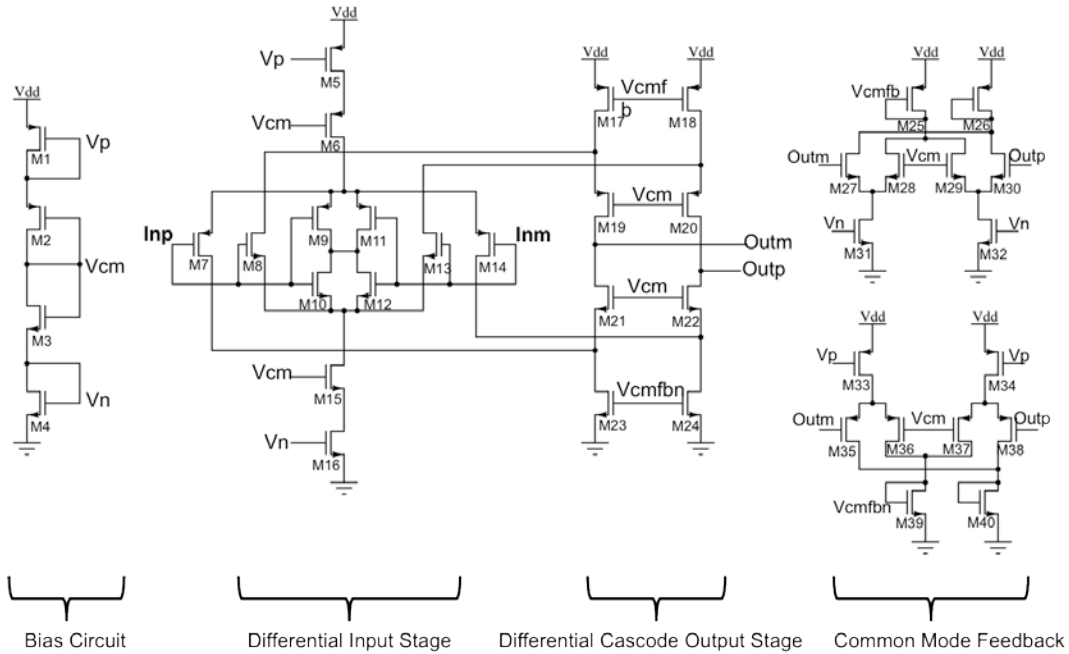 Vdd
Vp
M1
M2
Vcm
M3
Vn
M4
Vdd
Vp
M5
Vcm
M6
Inp
M7
M8
M9
M11
M13
M14
Inm
M10
M12
Vcm
M15
Vn
M16
Vdd
Vdd
Vcmf
b
M17
M18
Vcm
M19
M20
Outm
Outp
Vcm
M21
M22
Vcmfbn
M23
M24
Vdd
Vdd
Vcmfb
M25
M26
Outm
Vcm
Outp
M27
M28
M29
M30
Vn
Vn
M31
M32
Vdd
Vdd
Vp
Vp
M33
M34
Outm
Vcm
Outp
M35
M36
M37
M38
Vcmfbn
M39
M40
Bias Circuit
Differential Input Stage
Differential Cascode Output Stage
Common Mode Feedback